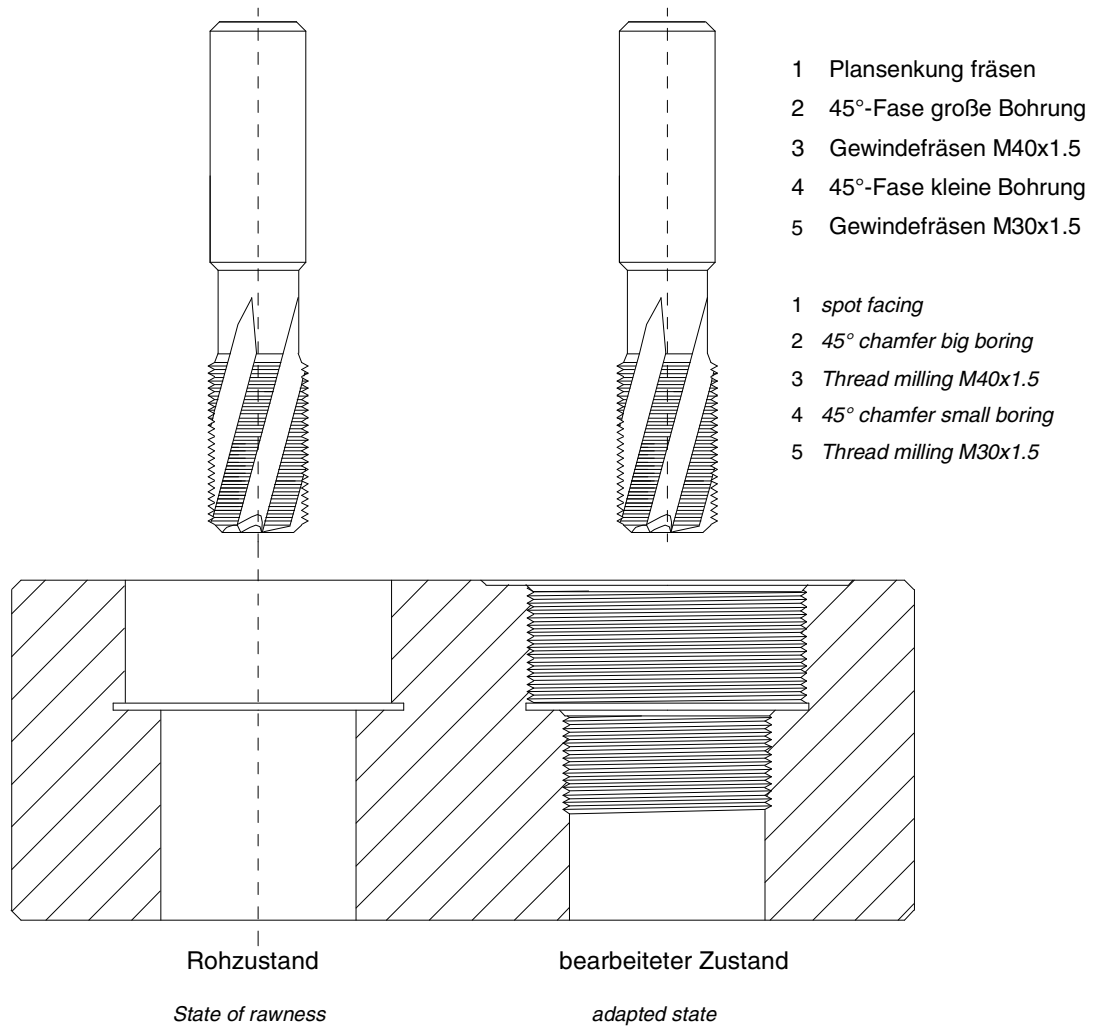 1 Plansenkung fräsen
2 45°-Fase große Bohrung
3 Gewindefräsen M40x1.5
4 45°-Fase kleine Bohrung
5 Gewindefräsen M30x1.5
1 spot facing
2 45° chamfer big boring
3 Thread milling M40x1.5
4 45° chamfer small boring
5 Thread milling M30x1.5
Rohzustand
bearbeiteter Zustand
State of rawness
adapted state